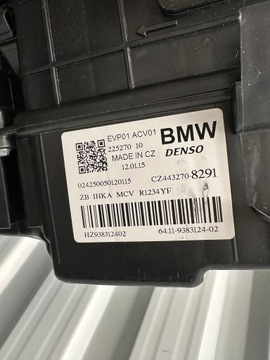 EVP01 ACV01
225270 10
MADE IN CZ
12.01.15
BMW
DENSO
024250050120115
CZ443270 8291
ZB IHKA MCV R1234YF
HZ938312402
64.11-9383124-02